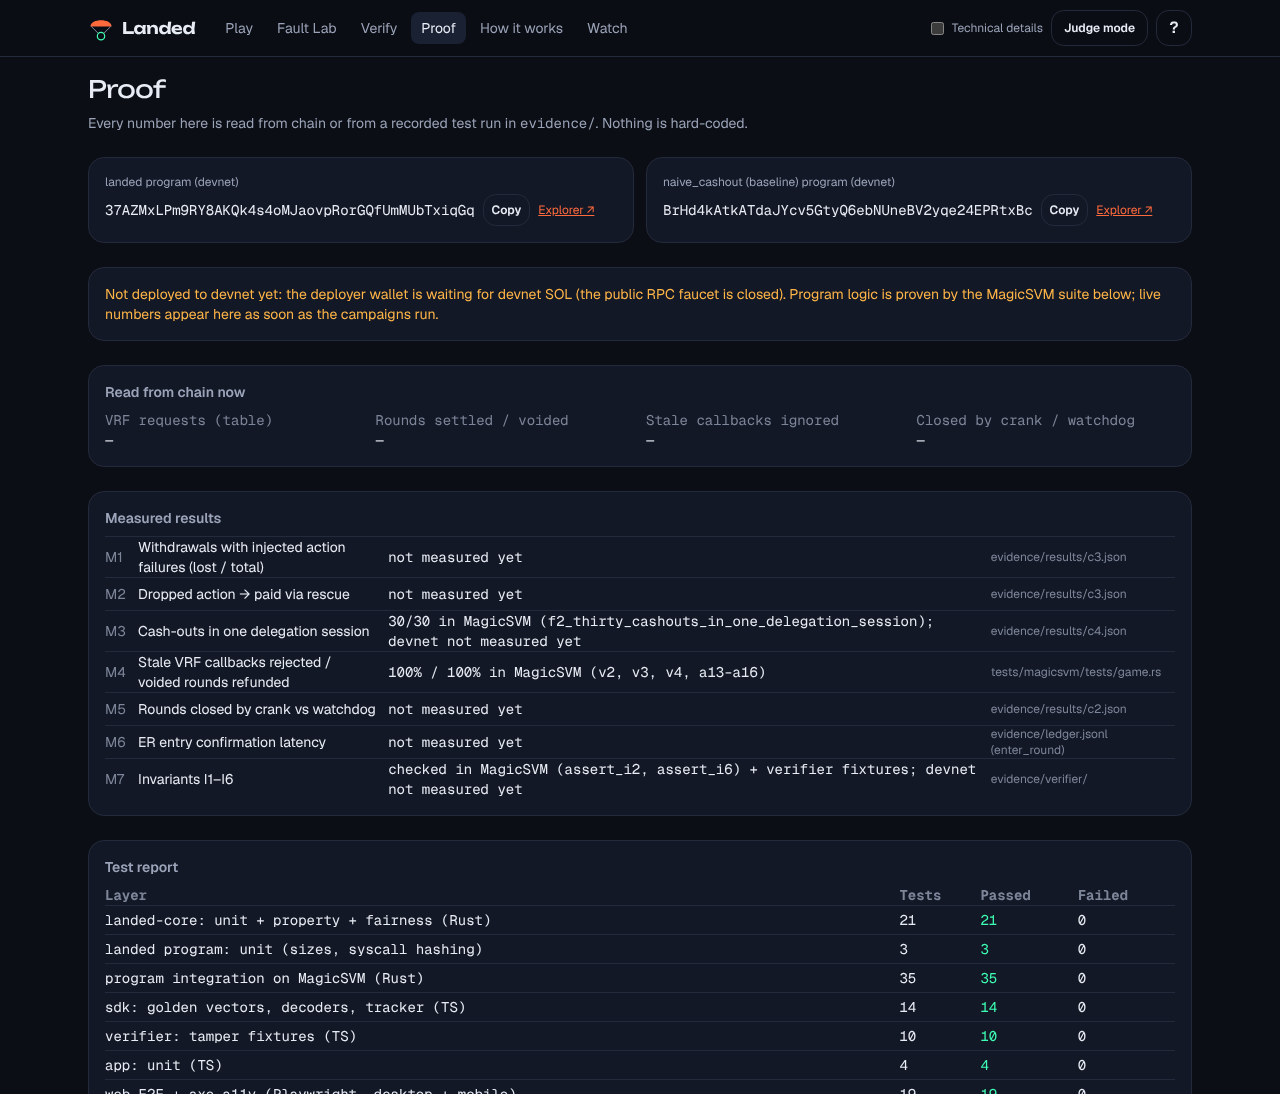 Landed Play Fault Lab Verify Proof How it works Watch Technical details Judge mode ?
Proof
Every number here is read from chain or from a recorded test run in evidence/. Nothing is hard-coded.
landed program (devnet)
37AZMxLPm9RY8AKQk4s4oMJaovpRorGQfUmMUbTxiqGq Copy Explorer ↗
naive_cashout (baseline) program (devnet)
BrHd4kAtkATdaJYcv5GtyQ6ebNUneBV2yqe24EPRtxBc Copy Explorer ↗
Not deployed to devnet yet: the deployer wallet is waiting for devnet SOL (the public RPC faucet is closed). Program logic is proven by the MagicSVM suite below; live
numbers appear here as soon as the campaigns run.
Read from chain now
VRF requests (table) Rounds settled / voided Stale callbacks ignored Closed by crank / watchdog
— — — —
Measured results
M1 Withdrawals with injected action
failures (lost / total) not measured yet evidence/results/c3.json
M2 Dropped action → paid via rescue not measured yet evidence/results/c3.json
M3 Cash-outs in one delegation session 30/30 in MagicSVM (f2_thirty_cashouts_in_one_delegation_session);
devnet not measured yet evidence/results/c4.json
M4 Stale VRF callbacks rejected /
voided rounds refunded 100% / 100% in MagicSVM (v2, v3, v4, a13–a16) tests/magicsvm/tests/game.rs
M5 Rounds closed by crank vs watchdog not measured yet evidence/results/c2.json
M6 ER entry confirmation latency not measured yet evidence/ledger.jsonl
(enter_round)
M7 Invariants I1–I6 checked in MagicSVM (assert_i2, assert_i6) + verifier fixtures; devnet
not measured yet evidence/verifier/
Test report
Layer Tests Passed Failed
landed-core: unit + property + fairness (Rust) 21 21 0
landed program: unit (sizes, syscall hashing) 3 3 0
program integration on MagicSVM (Rust) 35 35 0
sdk: golden vectors, decoders, tracker (TS) 14 14 0
verifier: tamper fixtures (TS) 10 10 0
app: unit (TS) 4 4 0
web E2E + axe a11y (Playwright, desktop + mobile) 19 19 0